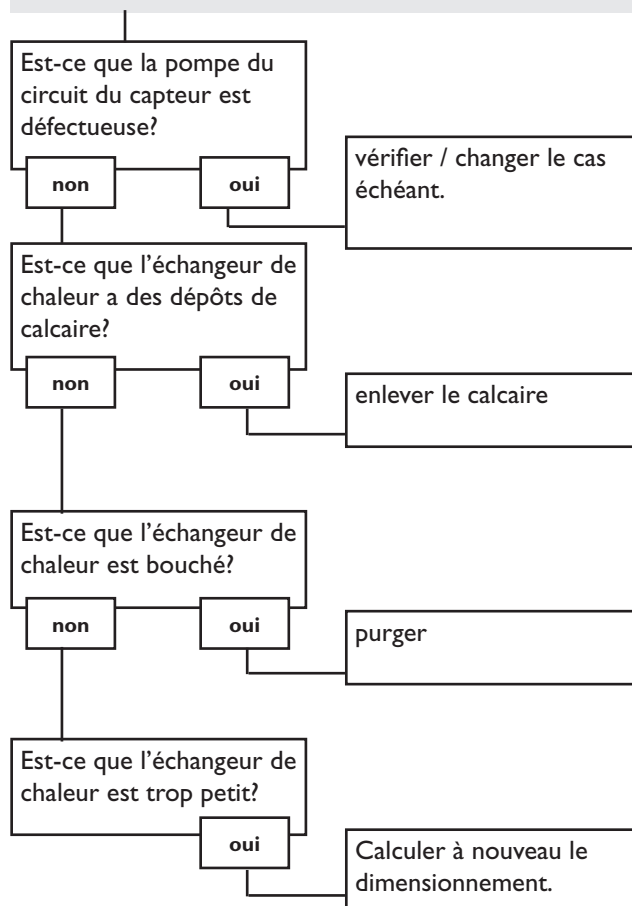 Est-ce que la pompe du
circuit du capteur est
défectueuse?
non
oui
vérifier / changer le cas
échéant.
Est-ce que l'échangeur de
chaleur a des dépôts de
calcaire?
non
oui
enlever le calcaire
Est-ce que l'échangeur de
chaleur est bouché?
non
oui
purger
Est-ce que l'échangeur de
chaleur est trop petit?
oui
Calculer à nouveau le
dimensionnement.